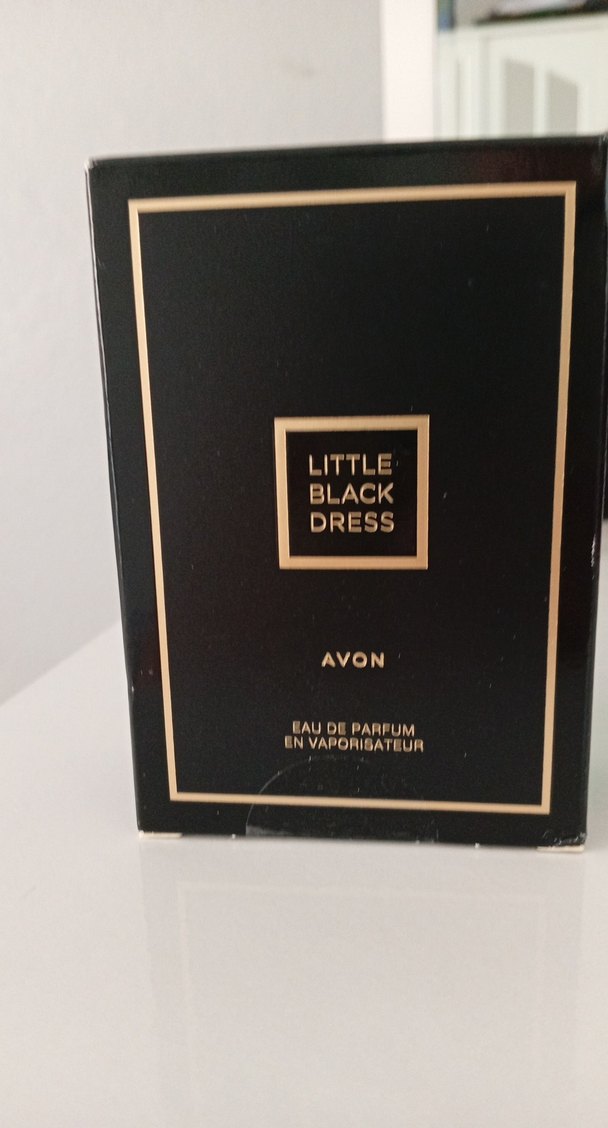 LITTLE
BLACK
DRESS
AVON
EAU DE PARFUM
EN VAPORISATEUR